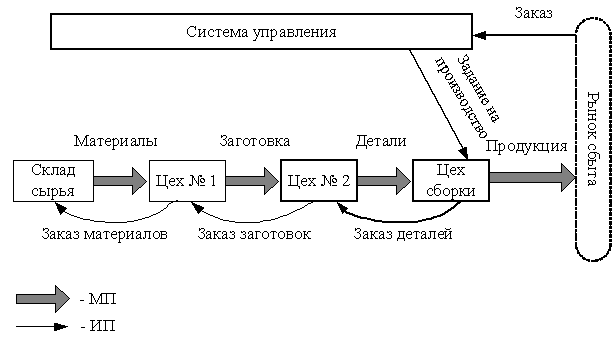 Заказ
Система управления
Задание на
производство
Рынок сбыта
Материалы
Заготовка
Детали
Продукция
Склад
сырья
Цех № 1
Цех № 2
Цех
сборки
Заказ материалов
Заказ заготовок
Заказ деталей
- МП
- ИП